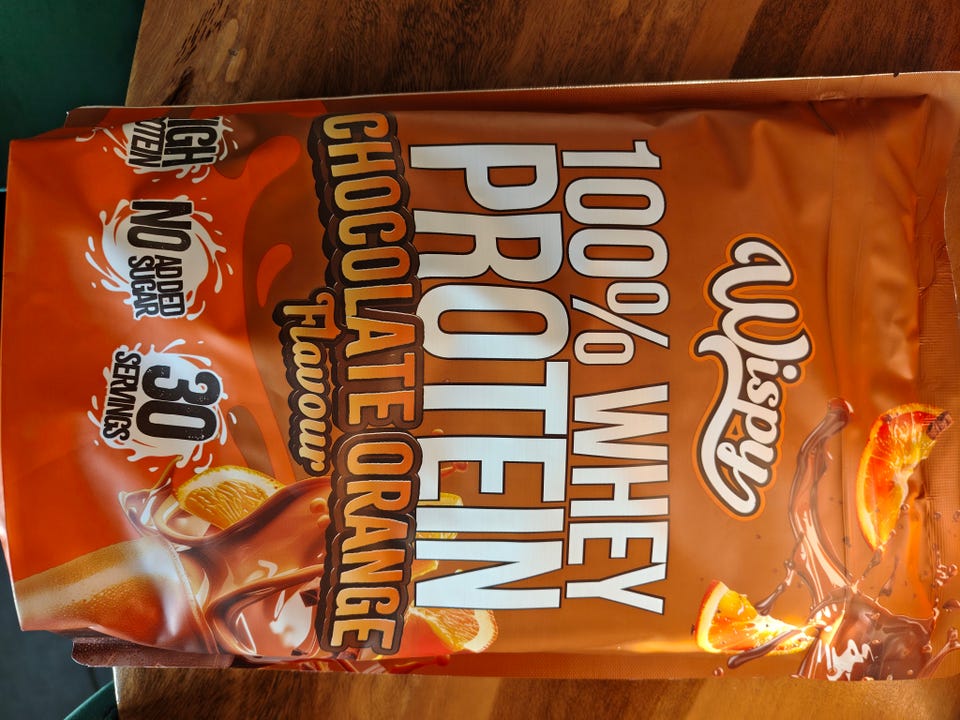 Wispy
100% WHEY
PROTEIN
CHOCOLATE ORANGE
Flavour
NO ADDED
SUGAR
30
SERVINGS